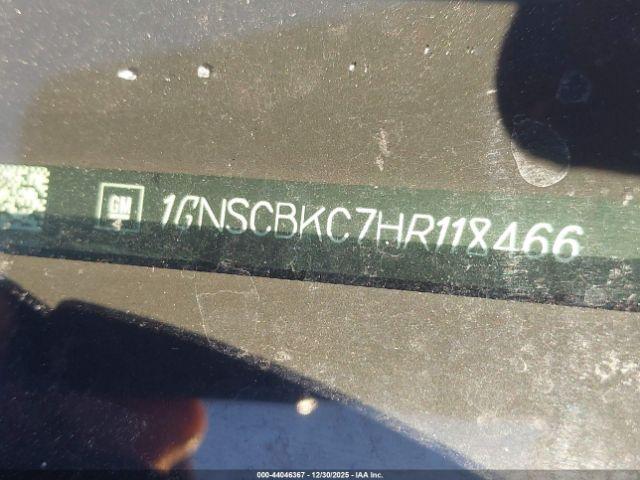 GM 1GNSCBKC7HR118466
000-44046367 - 12/30/2025 - IAA Inc.